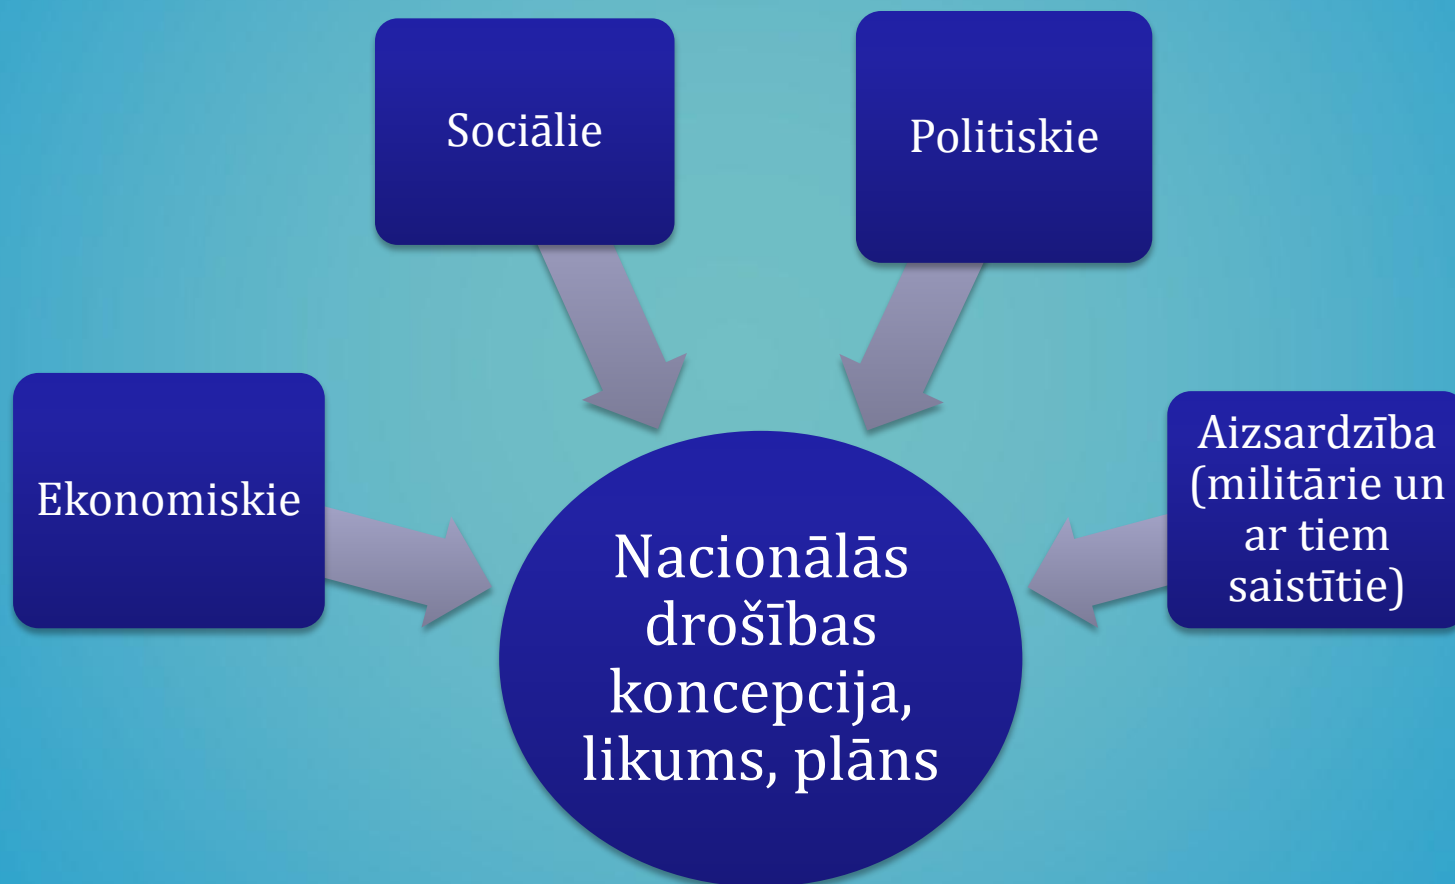 Sociālie
Politiskie
Ekonomiskie
Aizsardzība
(militārie un
ar tiem
saistītie)
Nacionālās
drošības
koncepcija,
likums, plāns